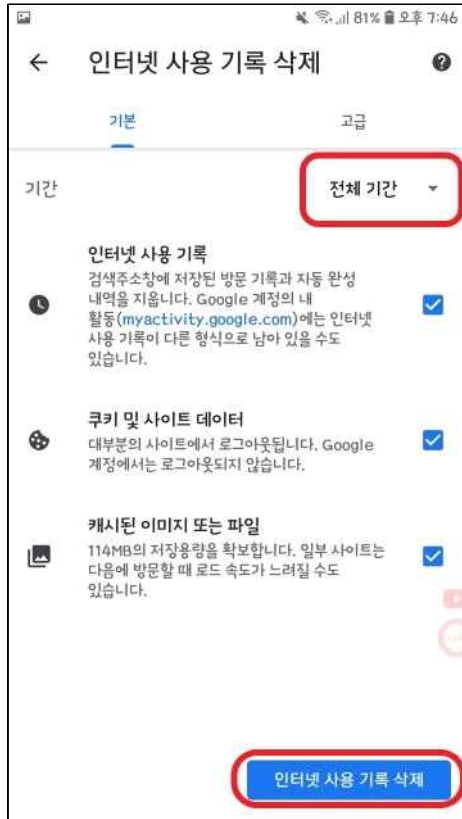 81% 오후 7:46
인터넷 사용 기록 삭제
기본 고급
기간 전체 기간
인터넷 사용 기록
검색주소창에 저장된 방문 기록과 자동 완성
내역을 지웁니다. Google 계정의 내
활동(myactivity.google.com)에는 인터넷
사용 기록이 다른 형식으로 남아 있을 수도
있습니다.
쿠키 및 사이트 데이터
대부분의 사이트에서 로그아웃됩니다. Google
계정에서는 로그아웃되지 않습니다.
캐시된 이미지 또는 파일
114MB의 저장용량을 확보합니다. 일부 사이트는
다음에 방문할 때 로드 속도가 느려질 수도
있습니다.
인터넷 사용 기록 삭제